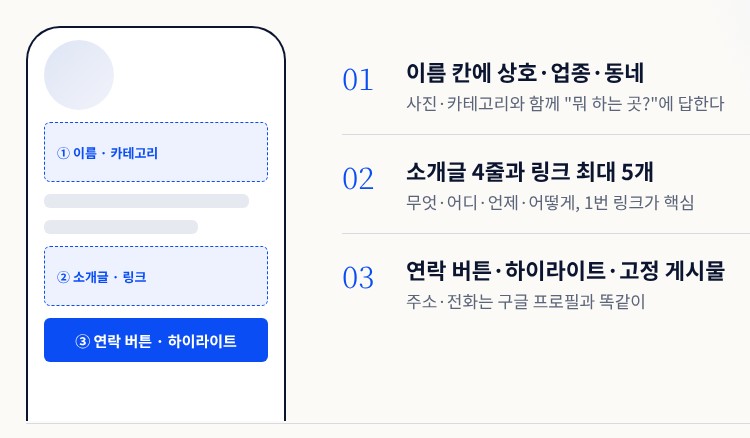 ① 이름 · 카테고리
② 소개글 · 링크
③ 연락 버튼 · 하이라이트
01
이름 칸에 상호·업종·동네
사진·카테고리와 함께 "뭐 하는 곳?"에 답한다
02
소개글 4줄과 링크 최대 5개
무엇·어디·언제·어떻게, 1번 링크가 핵심
03
연락 버튼·하이라이트·고정 게시물
주소·전화는 구글 프로필과 똑같이